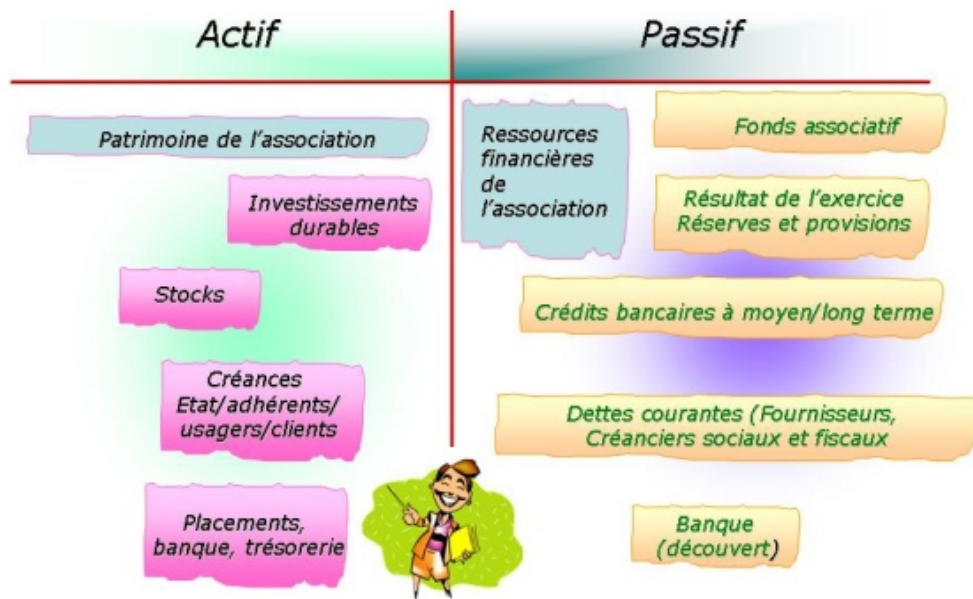 Actif
Passif
Patrimoine de l'association
Investissements
durables
Stocks
Créances
Etat/adhérents/
usagers/clients
Placements,
banque, trésorerie
Ressources
financières
de
l'association
Fonds associatif
Résultat de l'exercice
Réserves et provisions
Crédits bancaires à moyen/long terme
Dettes courantes (Fournisseurs,
Créanciers sociaux et fiscaux
Banque
(découvert)